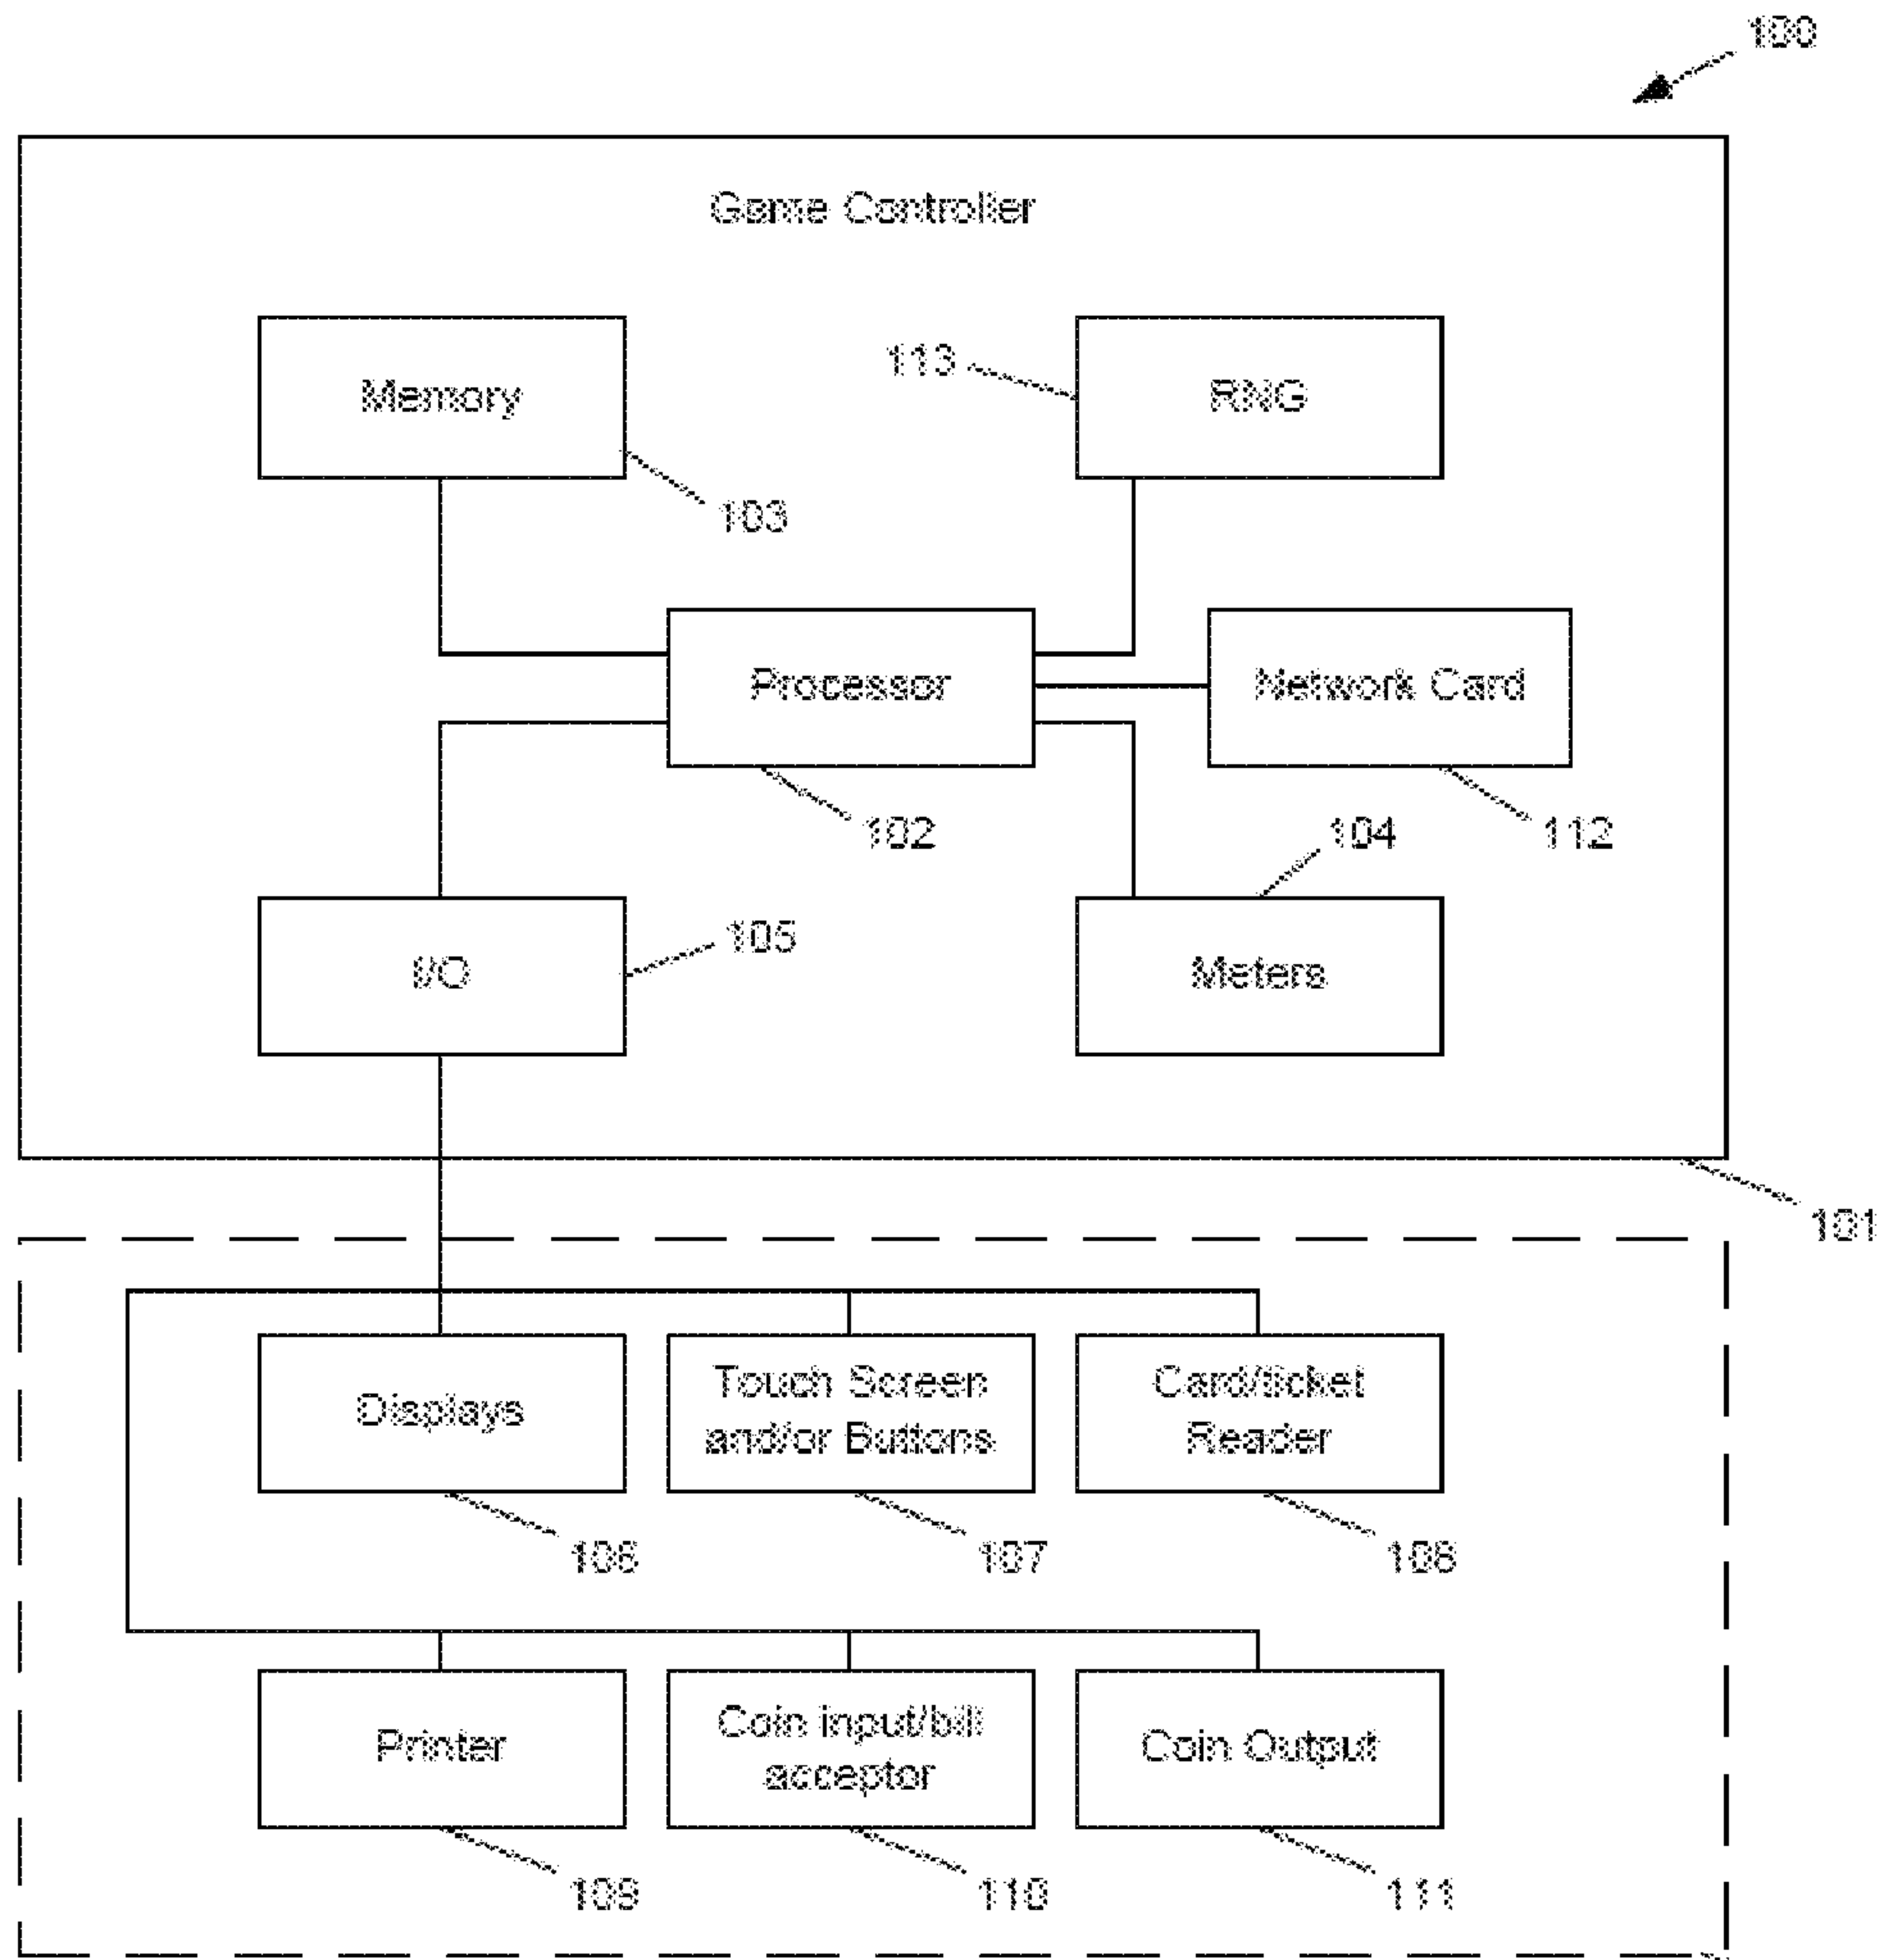 100
Game Controller
Memory
113
RNG
103
Processor
Network Card
102
104
112
I/O
105
Meters
101
Displays
Touch Screen
and/or Buttons
Card/ticket
Reader
106
107
108
Printer
Coin input/bill
acceptor
Coin Output
109
110
111